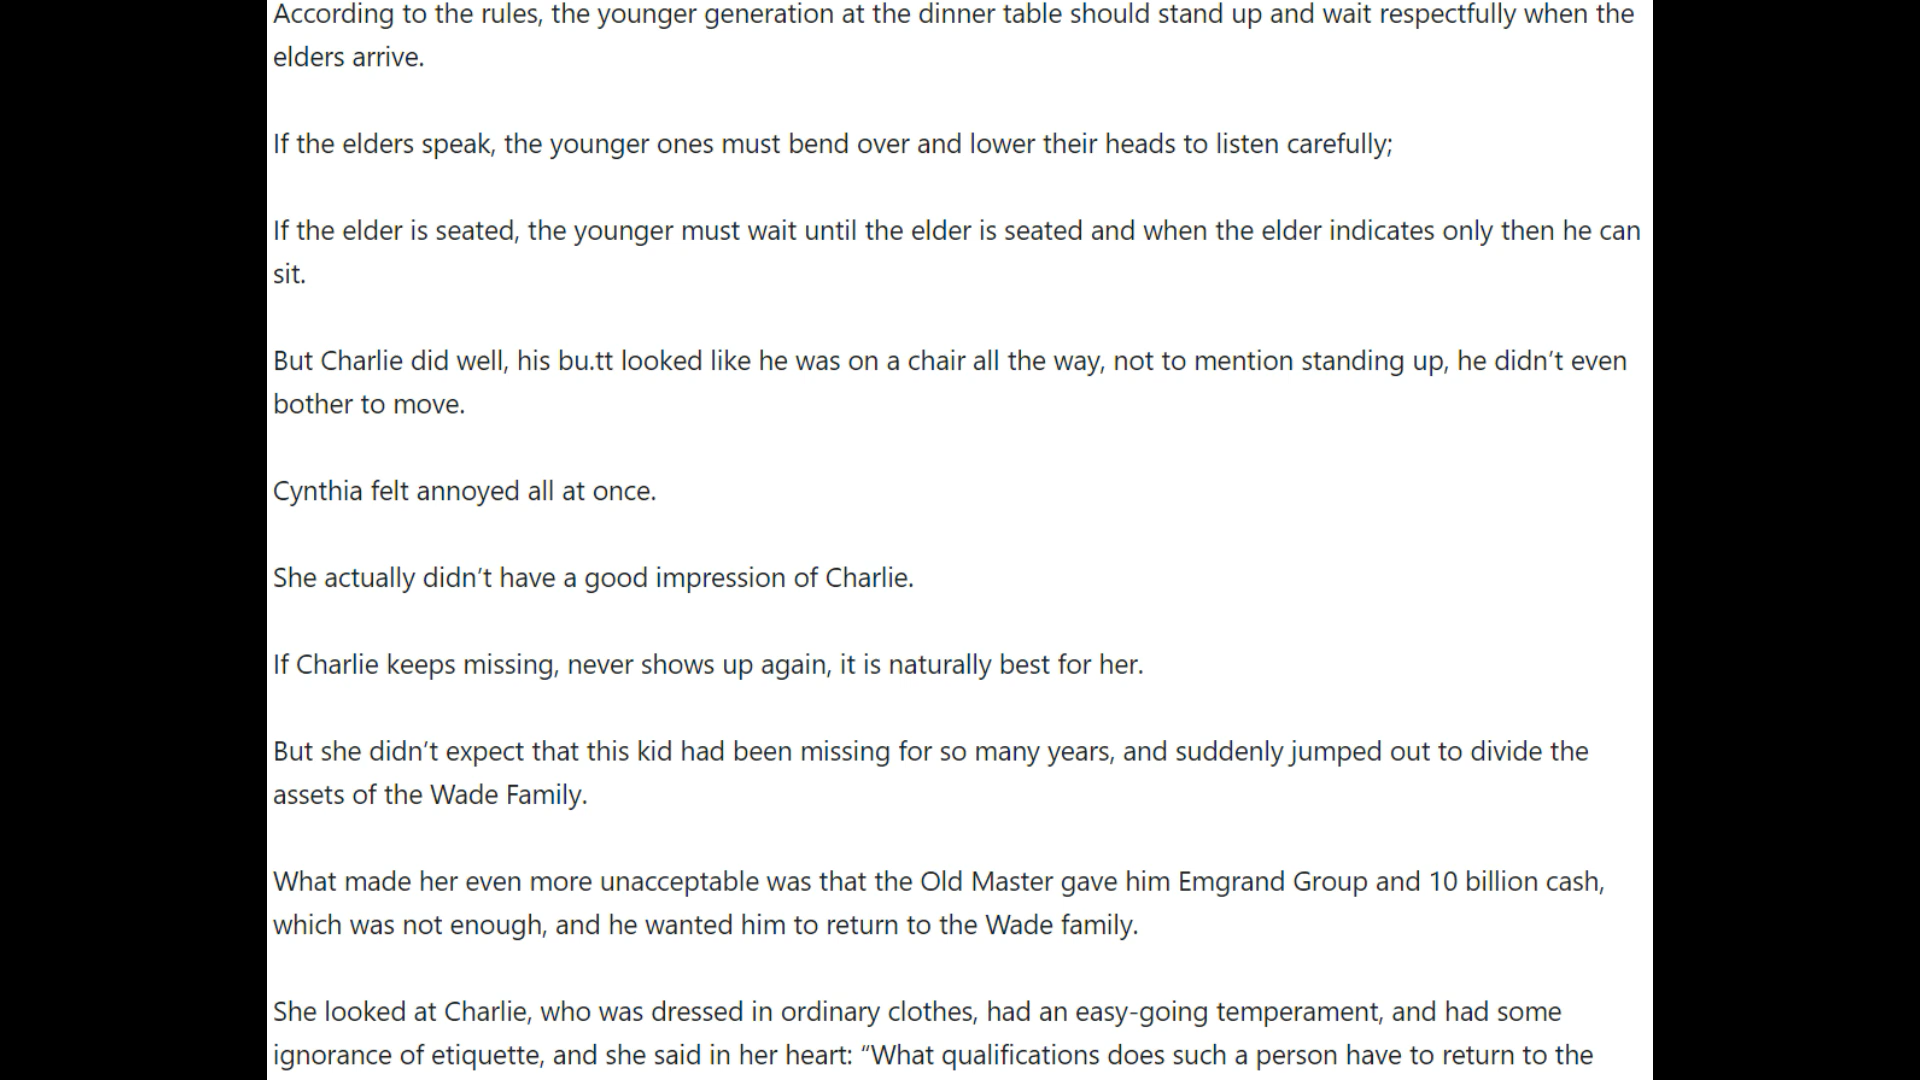 According to the rules, the younger generation at the dinner table should stand up and wait respectfully when the
elders arrive.
If the elders speak, the younger ones must bend over and lower their heads to listen carefully;
If the elder is seated, the younger must wait until the elder is seated and when the elder indicates only then he can
sit.
But Charlie did well, his bu.tt looked like he was on a chair all the way, not to mention standing up, he didn’t even
bother to move.
Cynthia felt annoyed all at once.
She actually didn’t have a good impression of Charlie.
If Charlie keeps missing, never shows up again, it is naturally best for her.
But she didn’t expect that this kid had been missing for so many years, and suddenly jumped out to divide the
assets of the Wade Family.
What made her even more unacceptable was that the Old Master gave him Emgrand Group and 10 billion cash,
which was not enough, and he wanted him to return to the Wade family.
She looked at Charlie, who was dressed in ordinary clothes, had an easy-going temperament, and had some
ignorance of etiquette, and she said in her heart: “What qualifications does such a person have to return to the